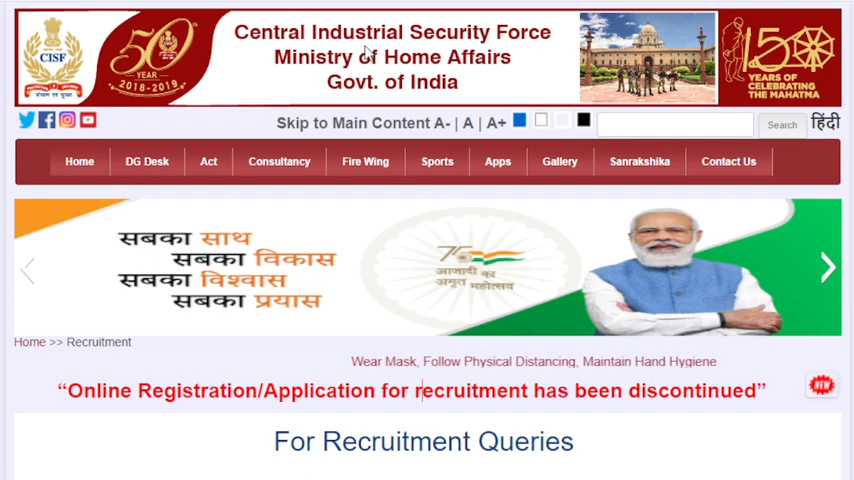 CISF
50
YEAR
2018-2019
Central Industrial Security Force
Ministry of Home Affairs
Govt. of India
150
YEARS OF
CELEBRATING
THE MAHATMA
Skip to Main Content A- | A | A+
Search
हिंदी
Home
DG Desk
Act
Consultancy
Fire Wing
Sports
Apps
Gallery
Sanrakshika
Contact Us
सबका साथ
सबका विकास
सबका विश्वास
सबका प्रयास
75
आज़ादी का
अमृत महोत्सव
Home >> Recruitment
Wear Mask, Follow Physical Distancing, Maintain Hand Hygiene
“Online Registration/Application for recruitment has been discontinued”
NEW
For Recruitment Queries